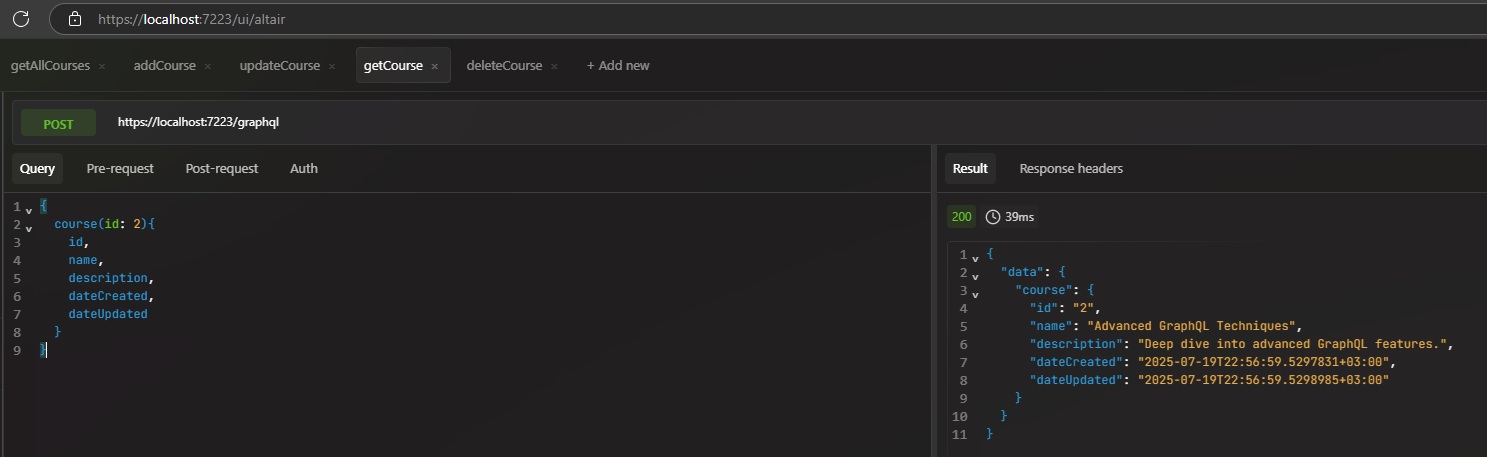 https://localhost:7223/ui/altair
getAllCourses × addCourse × updateCourse × getCourse × deleteCourse × + Add new
POST https://localhost:7223/graphql
Query Pre-request Post-request Auth
1 {
2 course(id: 2){
3 id,
4 name,
5 description,
6 dateCreated,
7 dateUpdated
8 }
9 }
Result Response headers
200 39ms
1 {
2 "data": {
3 "course": {
4 "id": "2",
5 "name": "Advanced GraphQL Techniques",
6 "description": "Deep dive into advanced GraphQL features.",
7 "dateCreated": "2025-07-19T22:56:59.5297831+03:00",
8 "dateUpdated": "2025-07-19T22:56:59.5298985+03:00"
9 }
10 }
11 }